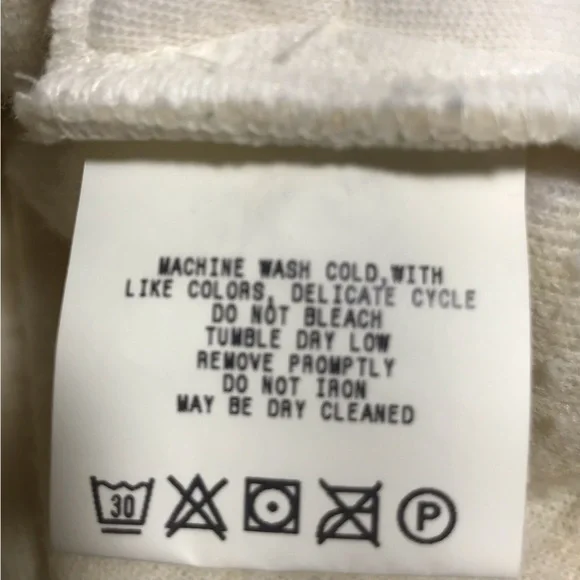 MACHINE WASH COLD,WITH
LIKE COLORS, DELICATE CYCLE
DO NOT BLEACH
TUMBLE DRY LOW
REMOVE PROMPTLY
DO NOT IRON
MAY BE DRY CLEANED
30 P